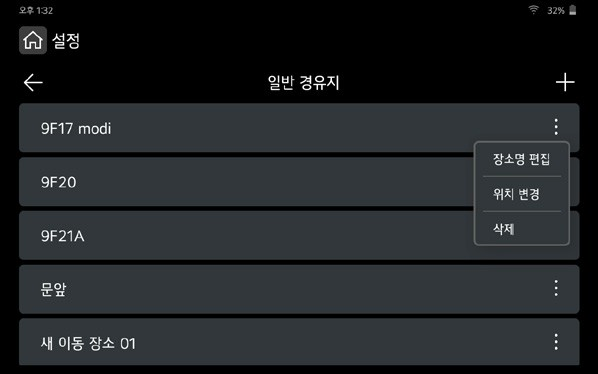 오후 1:32
32%
설정
일반 경유지
9F17 modi
장소명 편집
9F20
위치 변경
9F21A
삭제
문앞
새 이동 장소 01